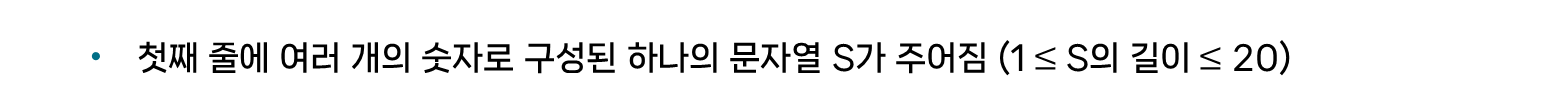 • 첫째 줄에 여러 개의 숫자로 구성된 하나의 문자열 S가 주어짐 (1 ≤ S의 길이 ≤ 20)